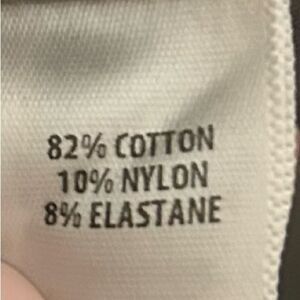 82% COTTON
10% NYLON
8% ELASTANE